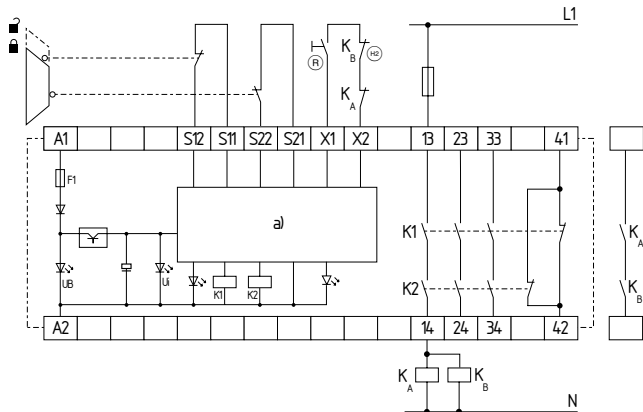 L1
K B
R
H2
K A
A1 S12 S11 S22 S21 X1 X2 13 23 33 41
F1
a)
K1
K A
UB
Ui
K1 K2
K2
K B
A2 14 24 34 42
K A K B
N